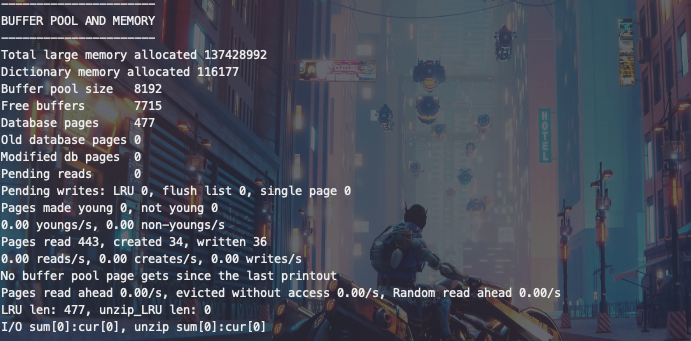 ----------------------
BUFFER POOL AND MEMORY
----------------------
Total large memory allocated 137428992
Dictionary memory allocated 116177
Buffer pool size   8192
Free buffers       7715
Database pages     477
Old database pages 0
Modified db pages  0
Pending reads      0
Pending writes: LRU 0, flush list 0, single page 0
Pages made young 0, not young 0
0.00 youngs/s, 0.00 non-youngs/s
Pages read 443, created 34, written 36
0.00 reads/s, 0.00 creates/s, 0.00 writes/s
No buffer pool page gets since the last printout
Pages read ahead 0.00/s, evicted without access 0.00/s, Random read ahead 0.00/s
LRU len: 477, unzip_LRU len: 0
I/O sum[0]:cur[0], unzip sum[0]:cur[0]
HOTEL